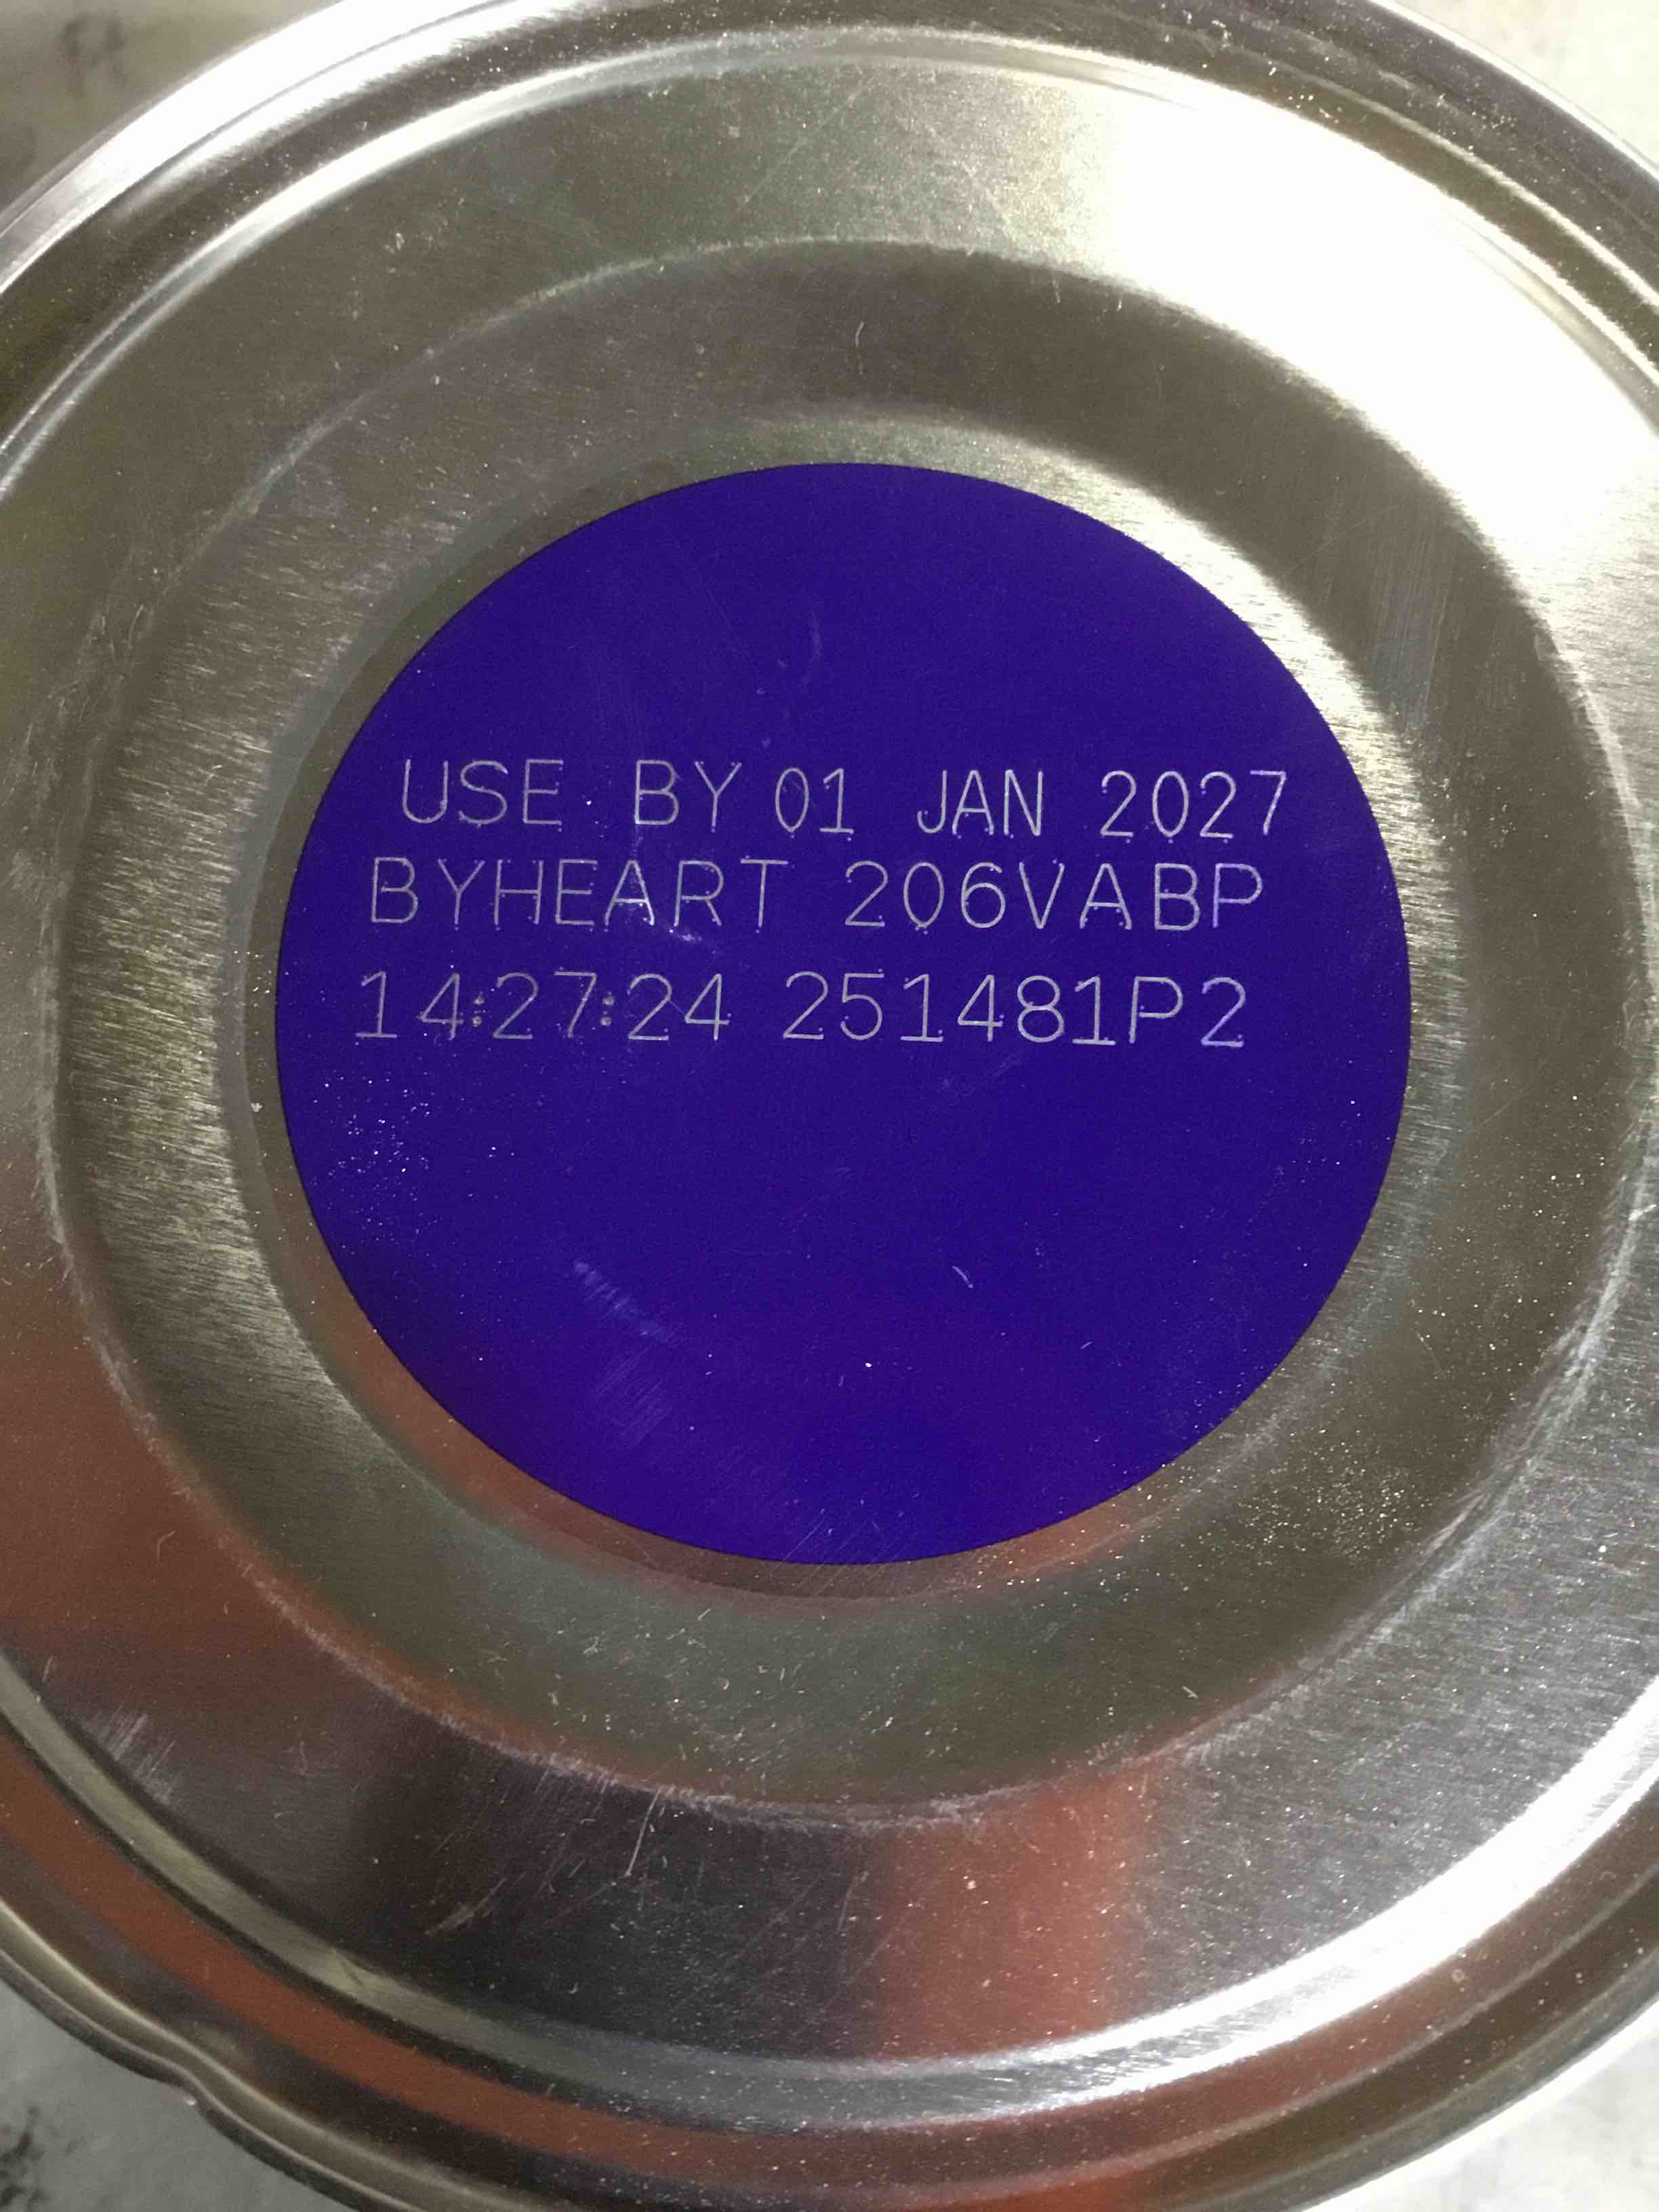 USE BY 01 JAN 2027
BYHEART 206VABP
14:27:24 251481P2